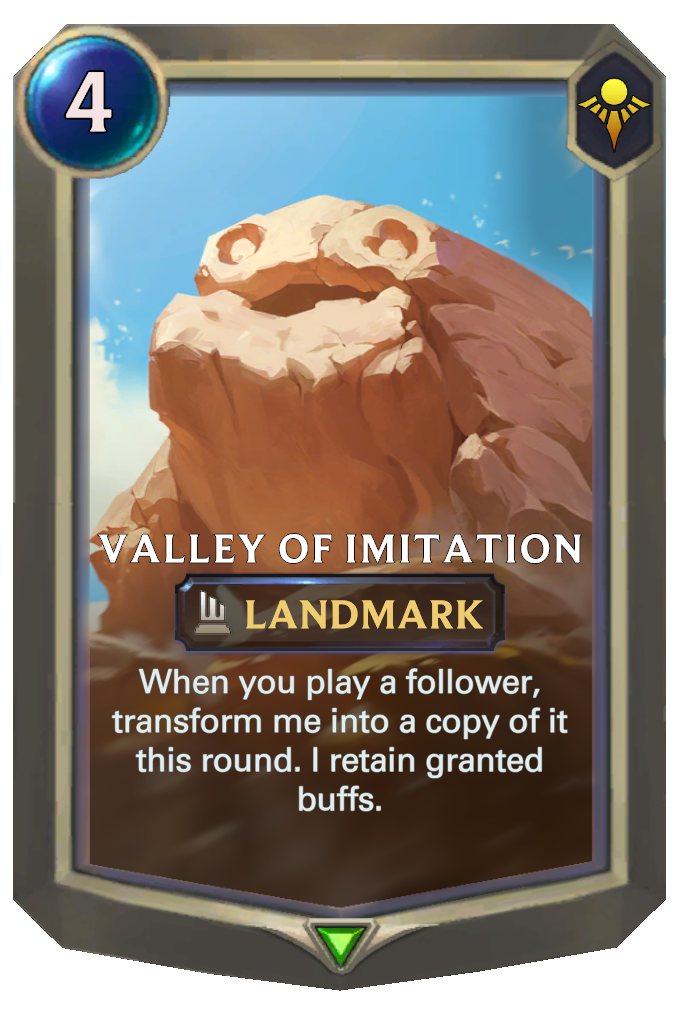 4
VALLEY OF IMITATION
LANDMARK
When you play a follower,
transform me into a copy of it
this round. I retain granted
buffs.